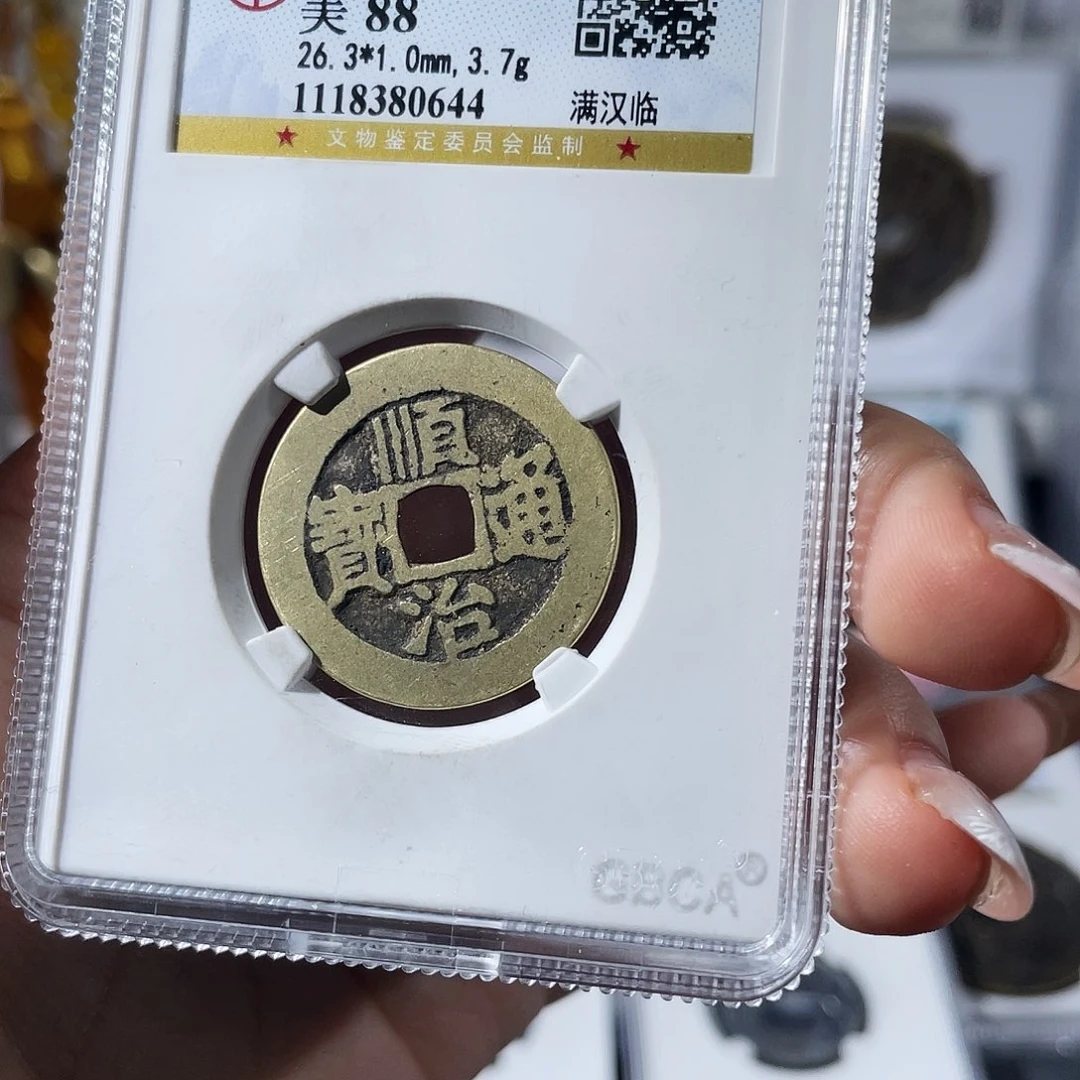 美 88
26.3*1.0mm,3.7g
1118380644 满汉临
★ 文物鉴定委员会监制 ★
順治通寶
GBCA®